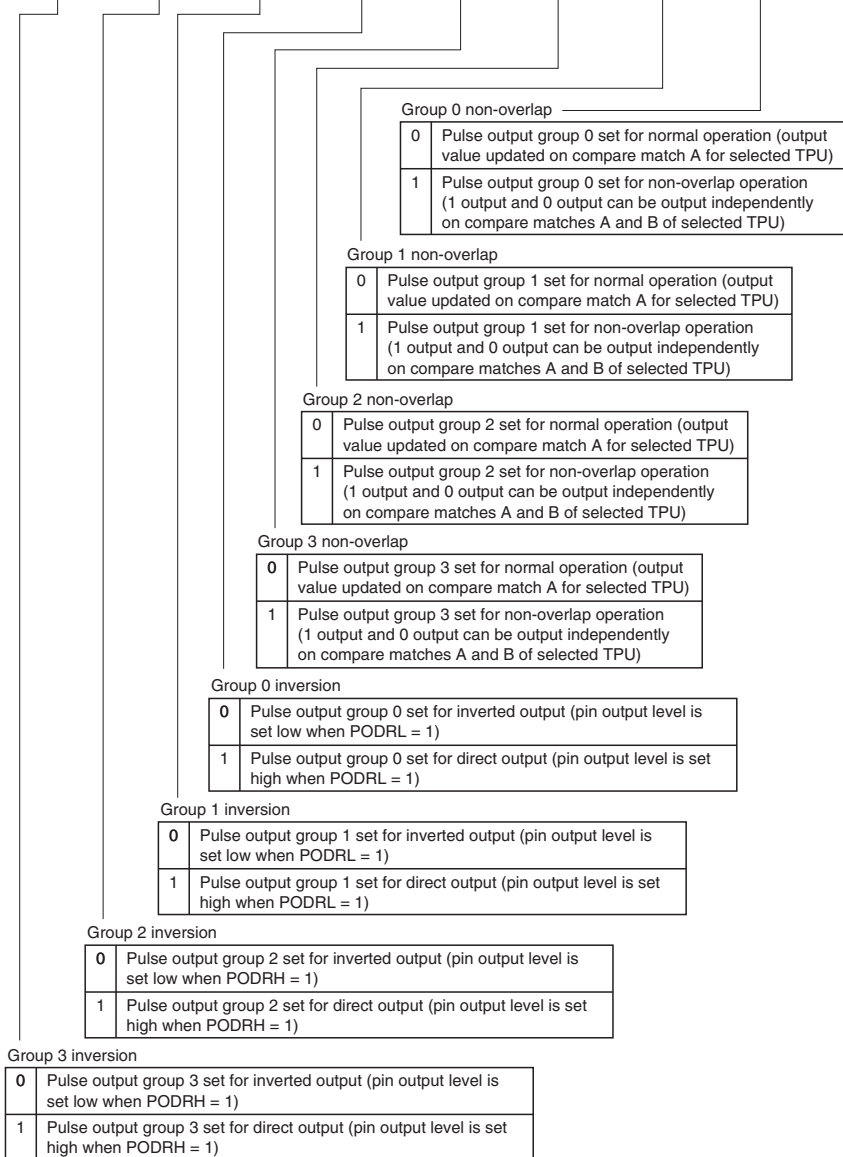 Group 0 non-overlap
0 Pulse output group 0 set for normal operation (output
value updated on compare match A for selected TPU)
1 Pulse output group 0 set for non-overlap operation
(1 output and 0 output can be output independently
on compare matches A and B of selected TPU)
Group 1 non-overlap
0 Pulse output group 1 set for normal operation (output
value updated on compare match A for selected TPU)
1 Pulse output group 1 set for non-overlap operation
(1 output and 0 output can be output independently
on compare matches A and B of selected TPU)
Group 2 non-overlap
0 Pulse output group 2 set for normal operation (output
value updated on compare match A for selected TPU)
1 Pulse output group 2 set for non-overlap operation
(1 output and 0 output can be output independently
on compare matches A and B of selected TPU)
Group 3 non-overlap
0 Pulse output group 3 set for normal operation (output
value updated on compare match A for selected TPU)
1 Pulse output group 3 set for non-overlap operation
(1 output and 0 output can be output independently
on compare matches A and B of selected TPU)
Group 0 inversion
0 Pulse output group 0 set for inverted output (pin output level is
set low when PODRL = 1)
1 Pulse output group 0 set for direct output (pin output level is set
high when PODRL = 1)
Group 1 inversion
0 Pulse output group 1 set for inverted output (pin output level is
set low when PODRL = 1)
1 Pulse output group 1 set for direct output (pin output level is set
high when PODRL = 1)
Group 2 inversion
0 Pulse output group 2 set for inverted output (pin output level is
set low when PODRH = 1)
1 Pulse output group 2 set for direct output (pin output level is set
high when PODRH = 1)
Group 3 inversion
0 Pulse output group 3 set for inverted output (pin output level is
set low when PODRH = 1)
1 Pulse output group 3 set for direct output (pin output level is set
high when PODRH = 1)